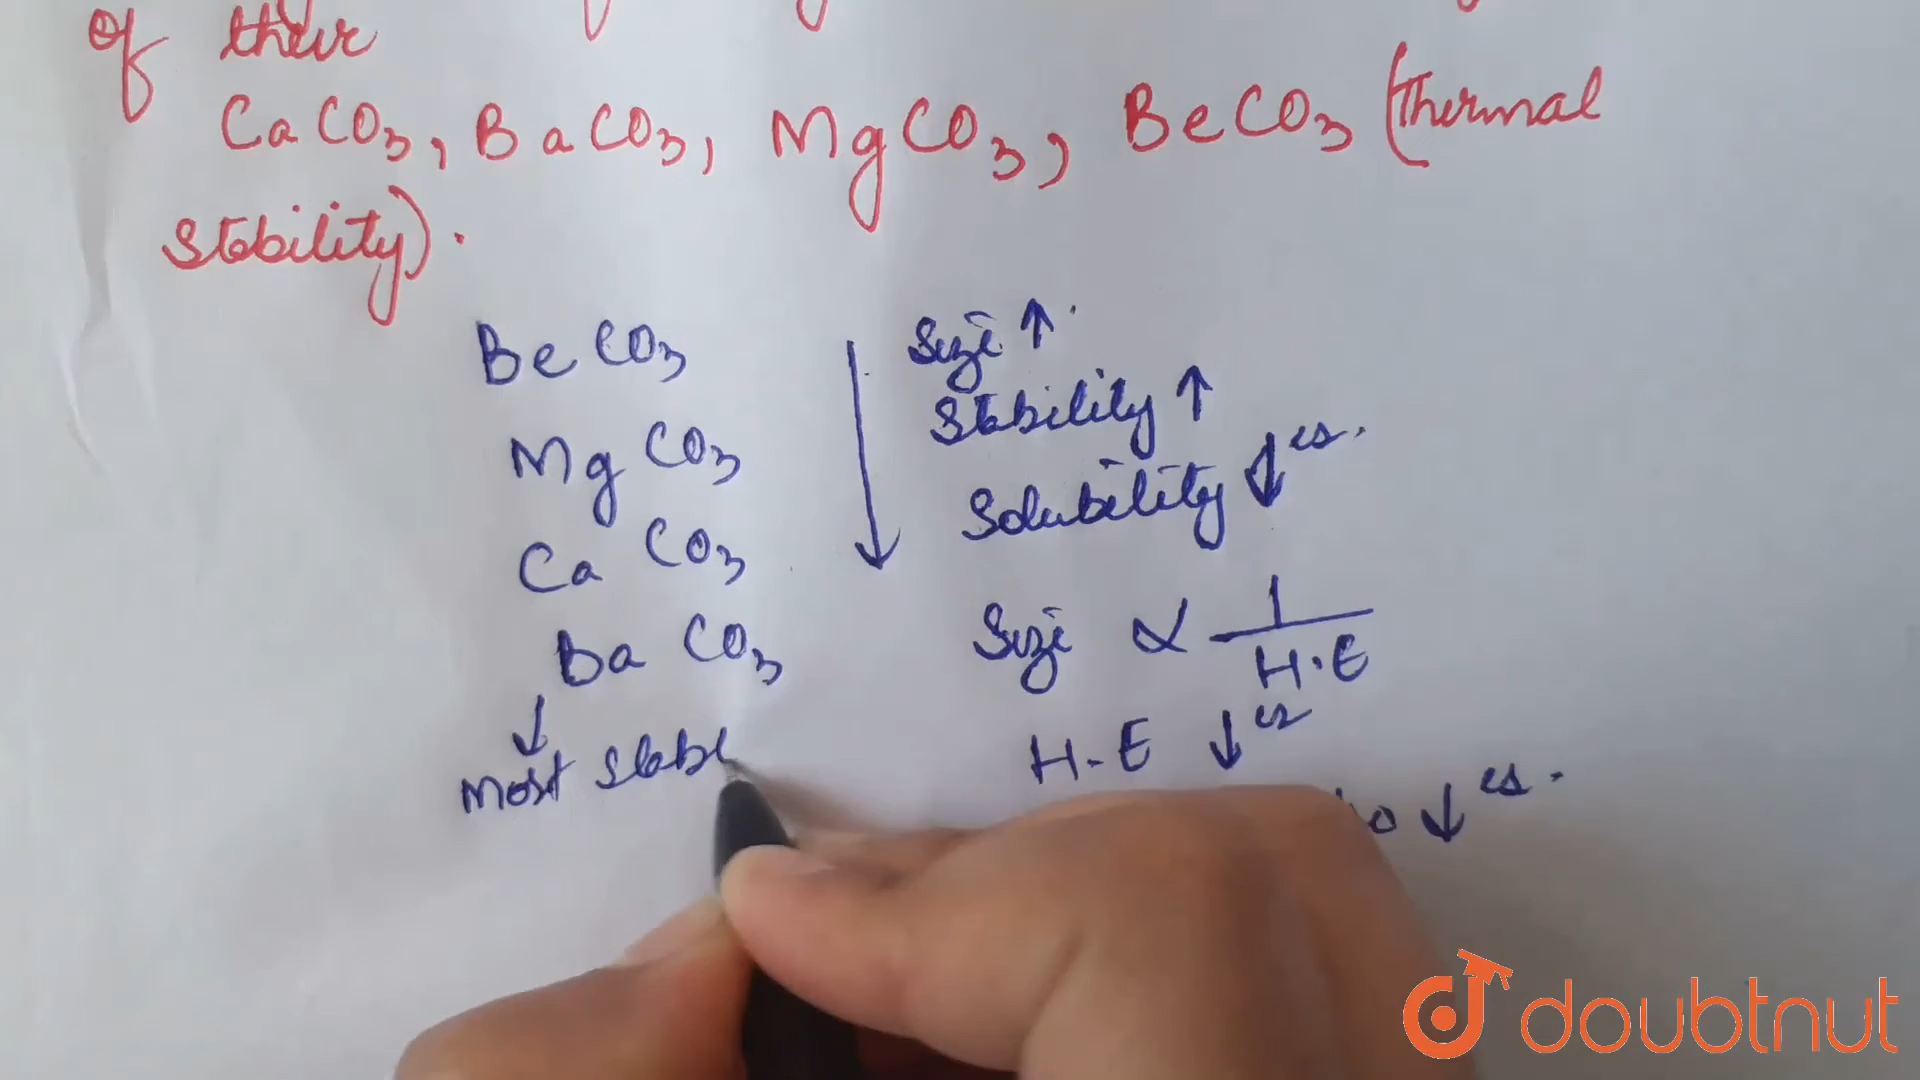 of their
CaCO3, BaCO3, MgCO3, BeCO3 (Thermal
stability).
BeCO3
MgCO3
CaCO3
BaCO3
↓
Most stabl
Size ↑
Stability ↑
Solubility ↓es.
Size ∝ 1/H.E
H.E ↓es
↓es.
doubtnut